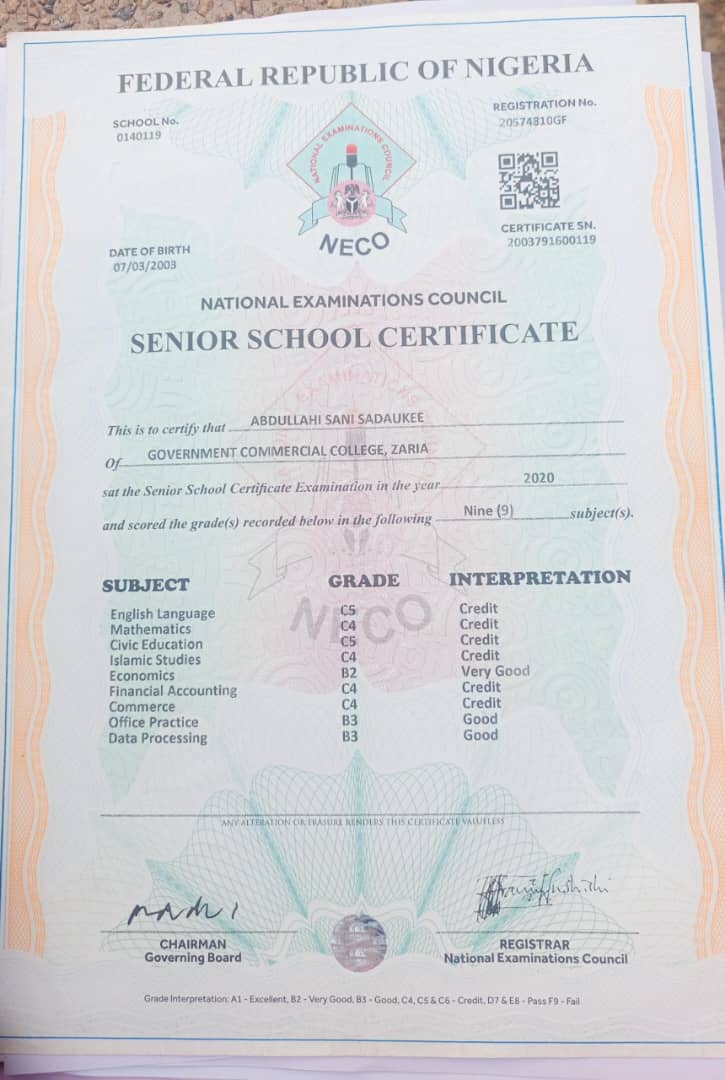 FEDERAL REPUBLIC OF NIGERIA
SCHOOL No.
0140119
REGISTRATION No.
20574810GF
NATIONAL EXAMINATIONS COUNCIL
NECO
CERTIFICATE SN.
2003791600119
DATE OF BIRTH
07/03/2003
NATIONAL EXAMINATIONS COUNCIL
SENIOR SCHOOL CERTIFICATE
This is to certify that ABDULLAHI SANI SADAUKEE
Of GOVERNMENT COMMERCIAL COLLEGE, ZARIA
sat the Senior School Certificate Examination in the year 2020
and scored the grade(s) recorded below in the following Nine (9) subject(s).
SUBJECT GRADE INTERPRETATION
English Language C5 Credit
Mathematics C4 Credit
Civic Education C5 Credit
Islamic Studies C4 Credit
Economics B2 Very Good
Financial Accounting C4 Credit
Commerce C4 Credit
Office Practice B3 Good
Data Processing B3 Good
NECO
ANY ALTERATION OR ERASURE RENDERS THIS CERTIFICATE VALUELESS
CHAIRMAN
Governing Board
REGISTRAR
National Examinations Council
Grade Interpretation: A1 - Excellent, B2 - Very Good, B3 - Good, C4, C5 & C6 - Credit, D7 & E8 - Pass F9 - Fail